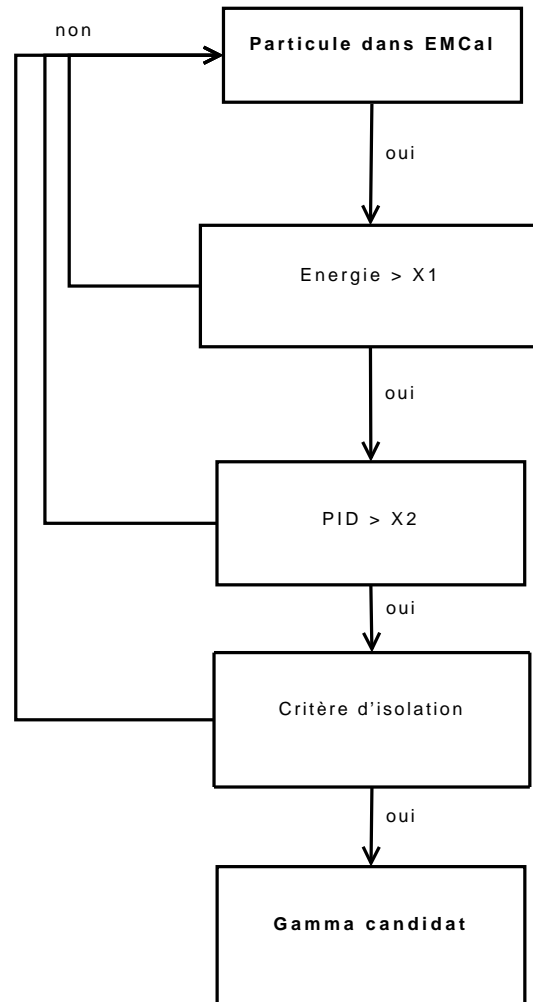 non
Particule dans EMCal
oui
Energie > X1
oui
PID > X2
oui
Critère d'isolation
oui
Gamma candidat